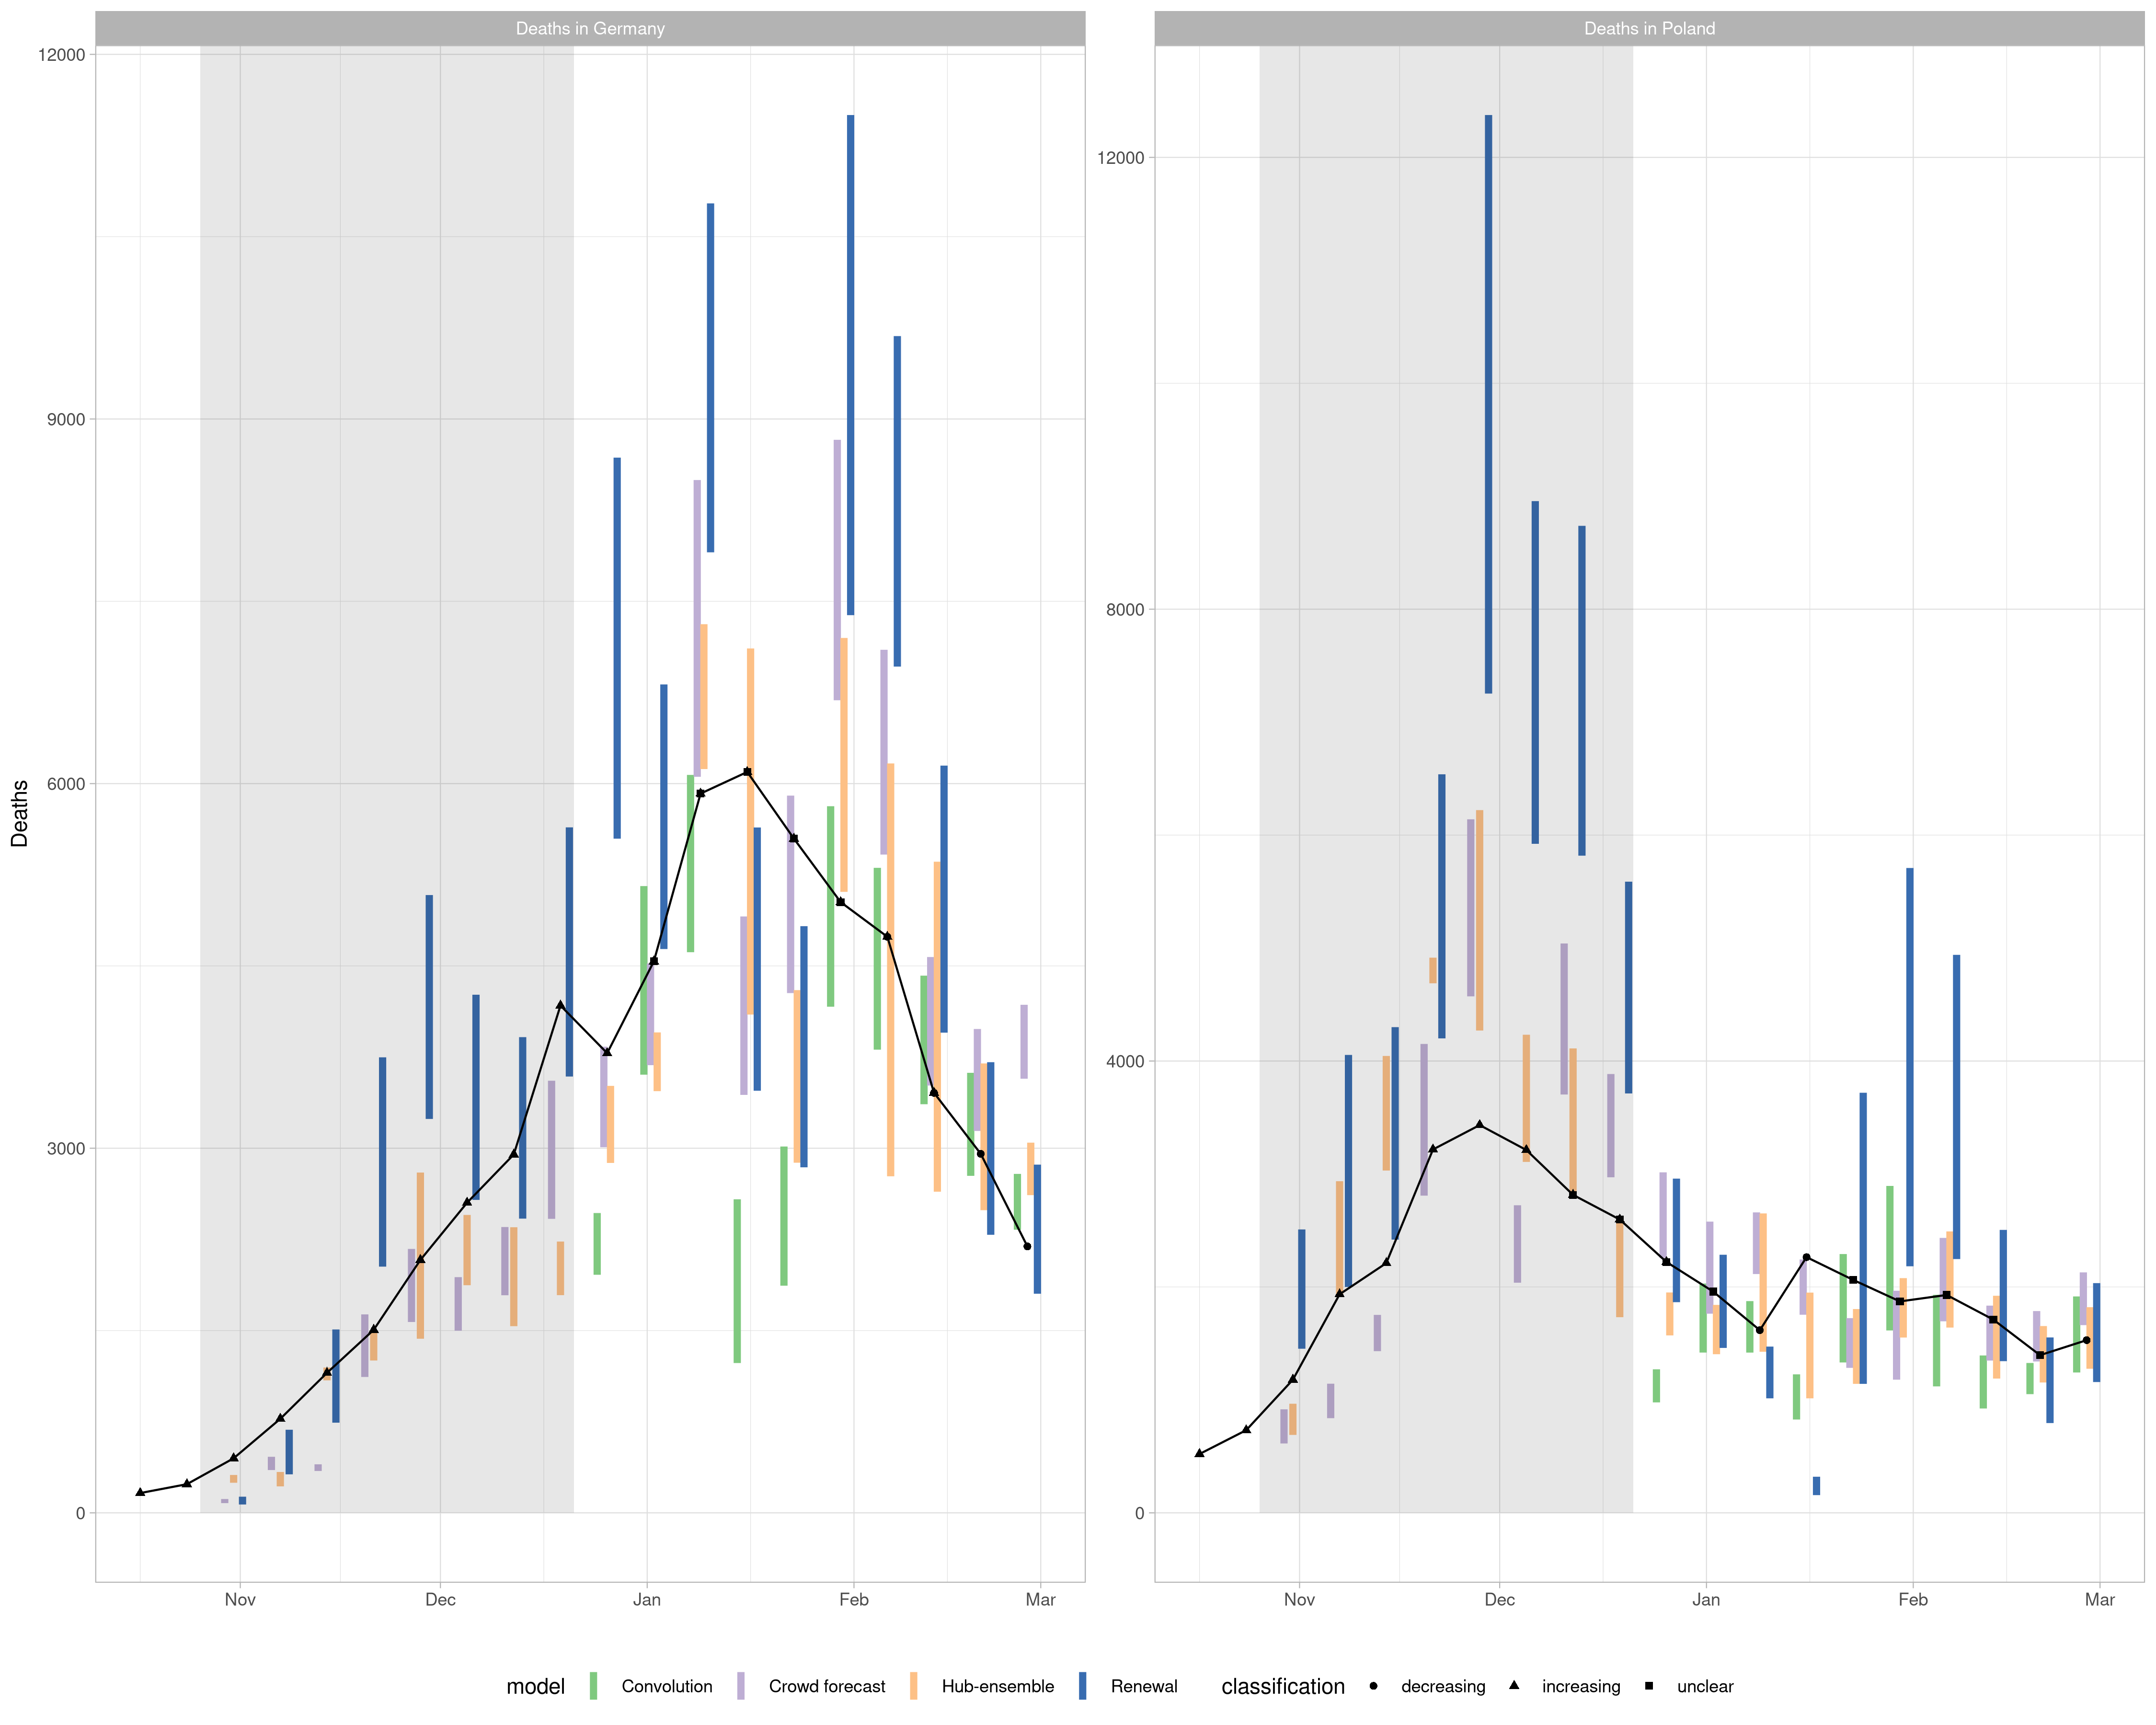 Deaths in Germany
Deaths in Poland
Deaths
12000
9000
6000
3000
0
12000
8000
4000
0
Nov Dec Jan Feb Mar
Nov Dec Jan Feb Mar
model Convolution Crowd forecast Hub-ensemble Renewal classification decreasing increasing unclear